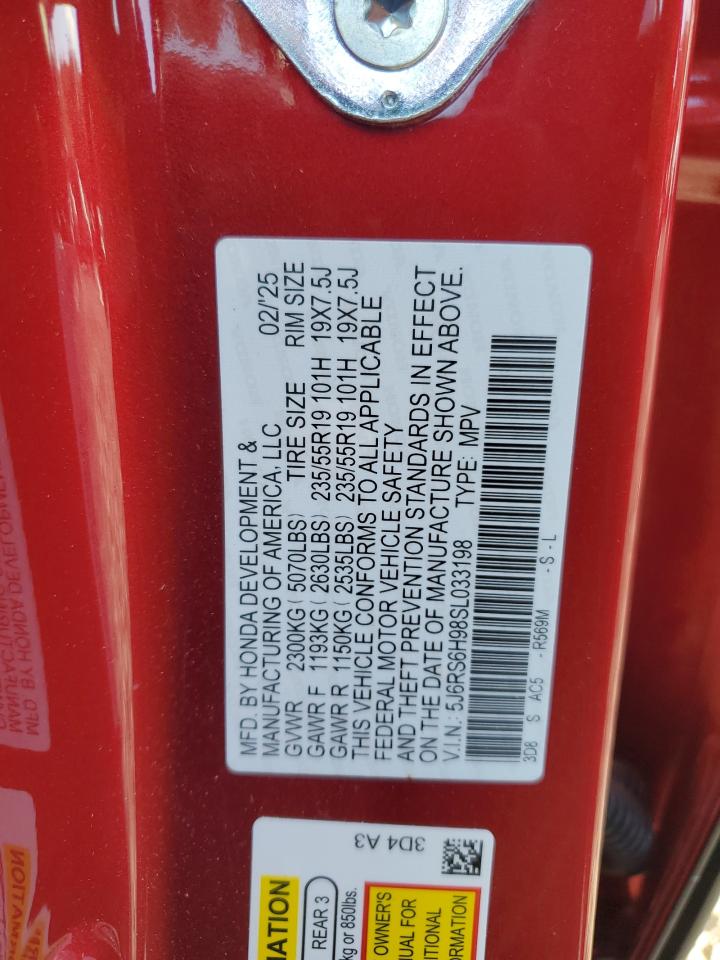 MFD. BY HONDA DEVELOPMENT &
MANUFACTURING OF AMERICA, LLC 02/'25
GVWR 2300KG ( 5070LBS) TIRE SIZE RIM SIZE
GAWR F 1193KG ( 2630LBS) 235/55R19 101H 19X7.5J
GAWR R 1150KG ( 2535LBS) 235/55R19 101H 19X7.5J
THIS VEHICLE CONFORMS TO ALL APPLICABLE
FEDERAL MOTOR VEHICLE SAFETY
AND THEFT PREVENTION STANDARDS IN EFFECT
ON THE DATE OF MANUFACTURE SHOWN ABOVE.
V.I.N.: 5J6RS6H98SL033198 TYPE: MPV
3D8 S AC5 -R569M -S-L
3D4 A3
MATION
REAR 3
kg or 850lbs.
OWNER'S
UAL FOR
ITIONAL
ORMATION